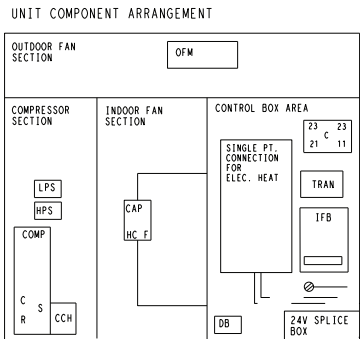 UNIT COMPONENT ARRANGEMENT
OUTDOOR FAN
SECTION
OFM
COMPRESSOR
SECTION
LPS
HPS
COMP
C
S
R
CCH
INDOOR FAN
SECTION
CAP
HC F
CONTROL BOX AREA
SINGLE PT.
CONNECTION
FOR
ELEC. HEAT
23 23
C
21 11
TRAN
IFB
DB
24V SPLICE
BOX